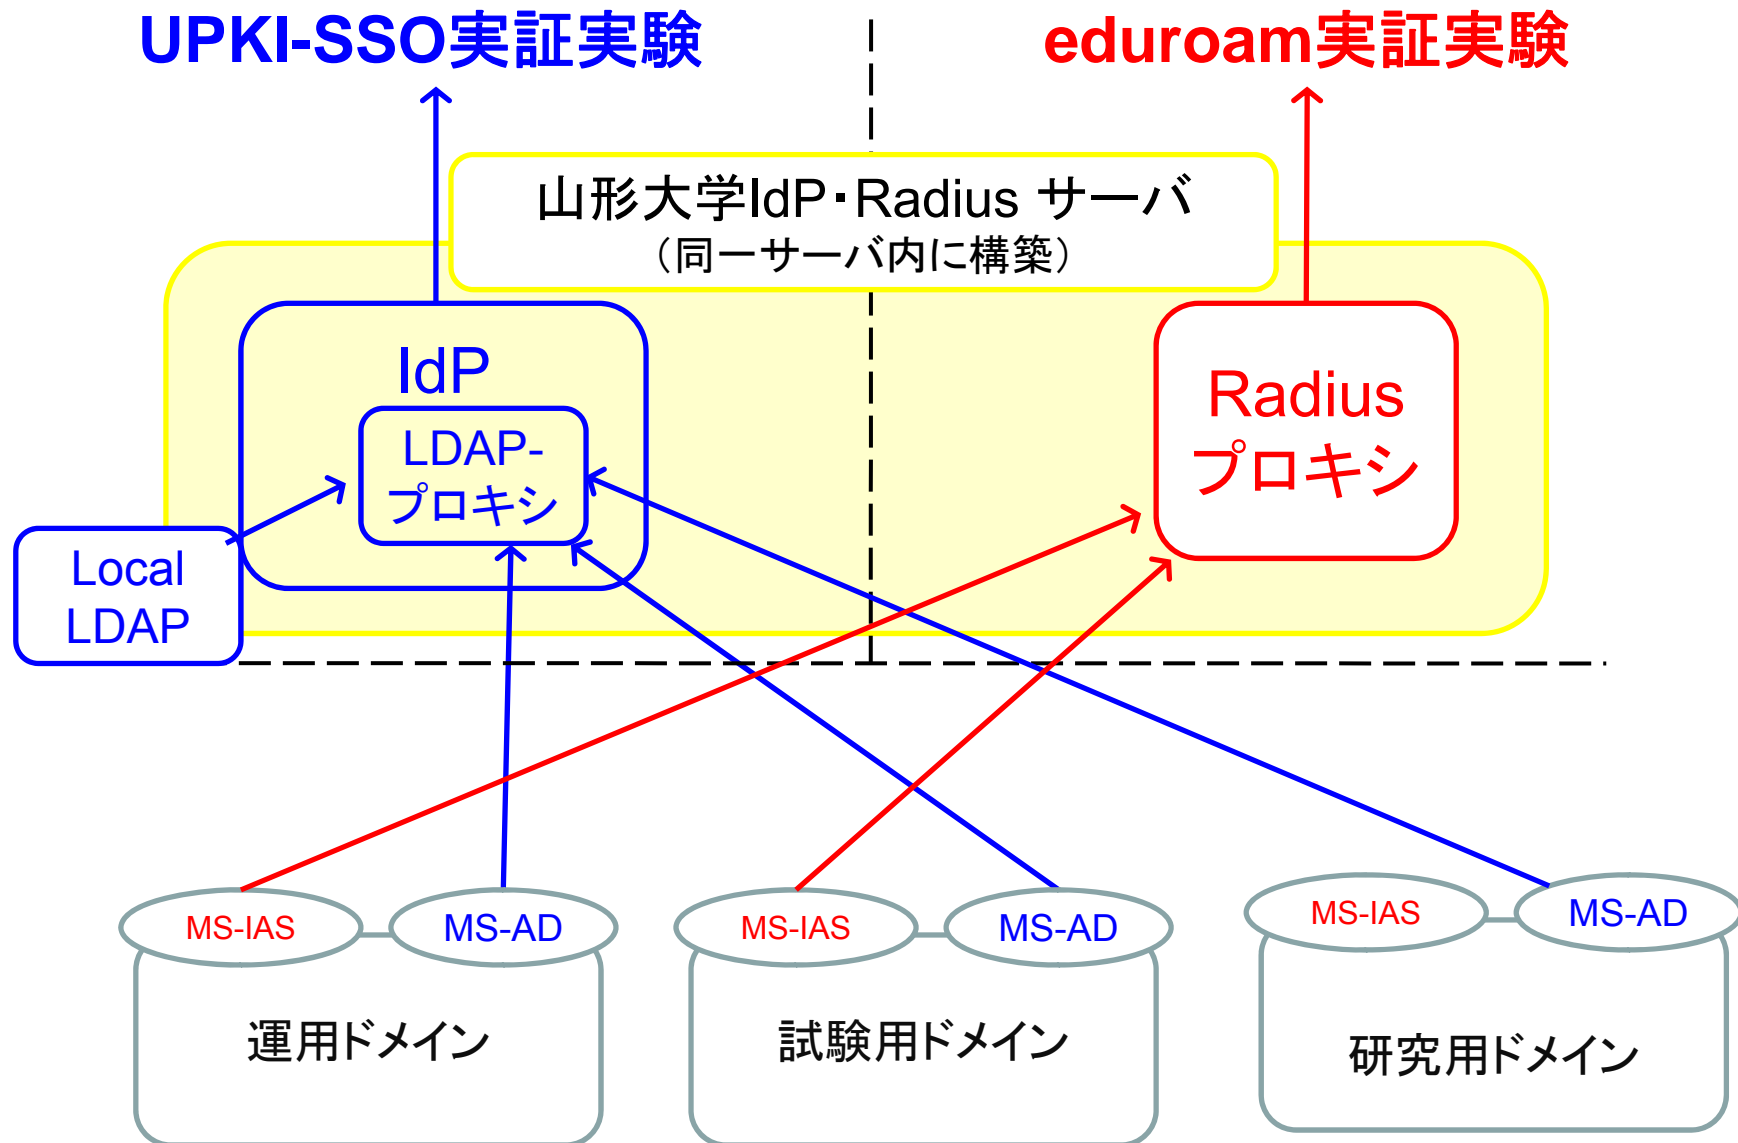 UPKI-SSO実証実験
eduroam実証実験
山形大学IdP・Radius サーバ
（同一サーバ内に構築）
IdP
LDAP-
プロキシ
Radius
プロキシ
Local
LDAP
MS-IAS
MS-AD
MS-IAS
MS-AD
MS-IAS
MS-AD
運用ドメイン
試験用ドメイン
研究用ドメイン